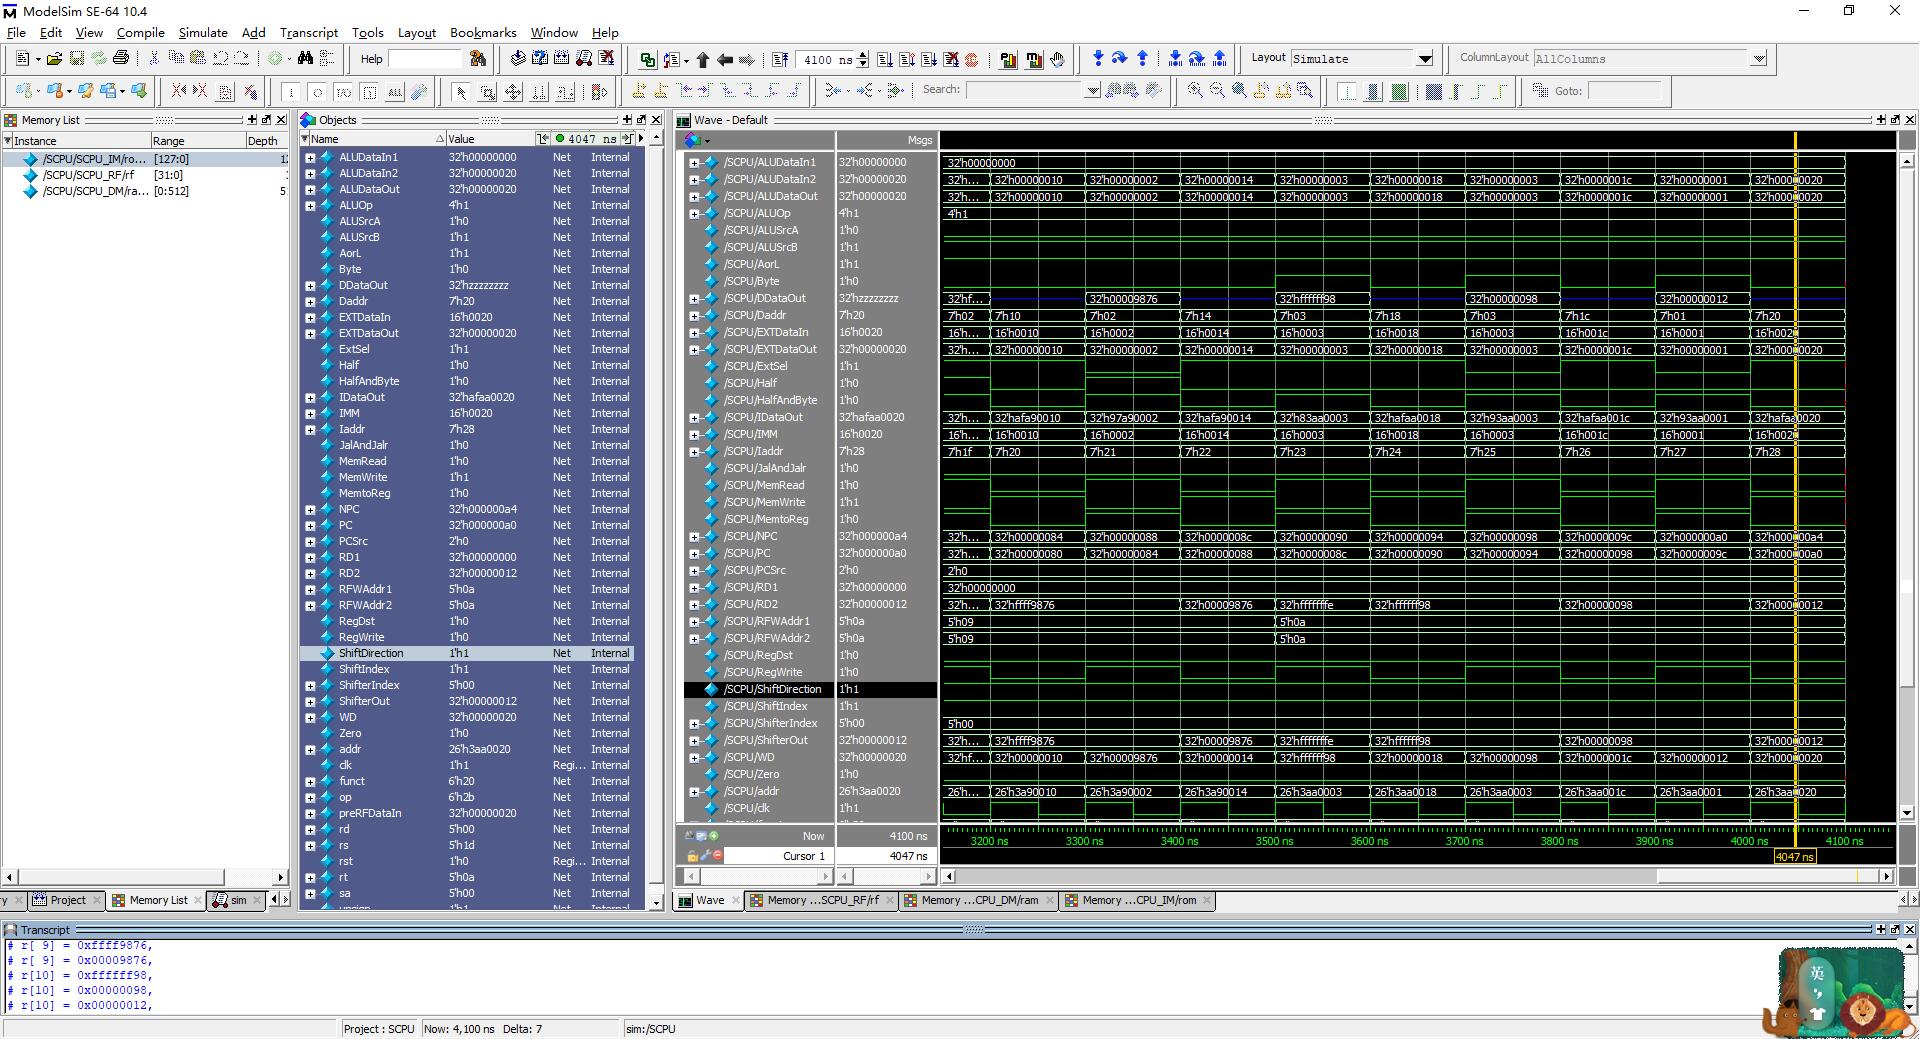 ModelSim SE-64 10.4
File Edit View Compile Simulate Add Transcript Tools Layout Bookmarks Window Help
Help 4100 ns Layout Simulate ColumnLayout AllColumns
Search: Goto:
Memory List
Instance Range Depth
/SCPU/SCPU_IM/ro... [127:0]
/SCPU/SCPU_RF/rf [31:0]
/SCPU/SCPU_DM/ra... [0:512]
Project Memory List sim
Objects
Name Value 4047 ns
ALUDataIn1 32'h00000000 Net Internal
ALUDataIn2 32'h00000020 Net Internal
ALUDataOut 32'h00000020 Net Internal
ALUOp 4'h1 Net Internal
ALUSrcA 1'h0 Net Internal
ALUSrcB 1'h1 Net Internal
AorL 1'h1 Net Internal
Byte 1'h0 Net Internal
DDataOut 32'hzzzzzzzz Net Internal
Daddr 7'h20 Net Internal
EXTDataIn 16'h0020 Net Internal
EXTDataOut 32'h00000020 Net Internal
ExtSel 1'h1 Net Internal
Half 1'h0 Net Internal
HalfAndByte 1'h0 Net Internal
IDataOut 32'hafaa0020 Net Internal
IMM 16'h0020 Net Internal
Iaddr 7'h28 Net Internal
JalAndJalr 1'h0 Net Internal
MemRead 1'h0 Net Internal
MemWrite 1'h1 Net Internal
MemtoReg 1'h0 Net Internal
NPC 32'h000000a4 Net Internal
PC 32'h000000a0 Net Internal
PCSrc 2'h0 Net Internal
RD1 32'h00000000 Net Internal
RD2 32'h00000012 Net Internal
RFWAddr1 5'h0a Net Internal
RFWAddr2 5'h0a Net Internal
RegDst 1'h0 Net Internal
RegWrite 1'h0 Net Internal
ShiftDirection 1'h1 Net Internal
ShiftIndex 1'h1 Net Internal
ShifterIndex 5'h00 Net Internal
ShifterOut 32'h00000012 Net Internal
WD 32'h00000020 Net Internal
Zero 1'h0 Net Internal
addr 26'h3aa0020 Net Internal
clk 1'h1 Regi... Internal
funct 6'h20 Net Internal
op 6'h2b Net Internal
preRFDataIn 32'h00000020 Net Internal
rd 5'h00 Net Internal
rs 5'h1d Net Internal
rst 1'h0 Regi... Internal
rt 5'h0a Net Internal
sa 5'h00 Net Internal
Wave - Default
Msgs
/SCPU/ALUDataIn1 32'h00000000 32'h00000000
/SCPU/ALUDataIn2 32'h00000020 32'h... 32'h00000010 32'h00000002 32'h00000014 32'h00000003 32'h00000018 32'h00000003 32'h0000001c 32'h00000001 32'h00000020
/SCPU/ALUDataOut 32'h00000020 32'h... 32'h00000010 32'h00000002 32'h00000014 32'h00000003 32'h00000018 32'h00000003 32'h0000001c 32'h00000001 32'h00000020
/SCPU/ALUOp 4'h1 4'h1
/SCPU/ALUSrcA 1'h0
/SCPU/ALUSrcB 1'h1
/SCPU/AorL 1'h1
/SCPU/Byte 1'h0
/SCPU/DDataOut 32'hzzzzzzzz 32'hf... 32'h00009876 32'hffffff98 32'h00000098 32'h00000012
/SCPU/Daddr 7'h20 7'h02 7'h10 7'h02 7'h14 7'h03 7'h18 7'h03 7'h1c 7'h01 7'h20
/SCPU/EXTDataIn 16'h0020 16'h... 16'h0010 16'h0002 16'h0014 16'h0003 16'h0018 16'h0003 16'h001c 16'h0001 16'h0020
/SCPU/EXTDataOut 32'h00000020 32'h... 32'h00000010 32'h00000002 32'h00000014 32'h00000003 32'h00000018 32'h00000003 32'h0000001c 32'h00000001 32'h00000020
/SCPU/ExtSel 1'h1
/SCPU/Half 1'h0
/SCPU/HalfAndByte 1'h0
/SCPU/IDataOut 32'hafaa0020 32'h... 32'hafa90010 32'h97a90002 32'hafa90014 32'h83aa0003 32'hafaa0018 32'h93aa0003 32'hafaa001c 32'h93aa0001 32'hafaa0020
/SCPU/IMM 16'h0020 16'h... 16'h0010 16'h0002 16'h0014 16'h0003 16'h0018 16'h0003 16'h001c 16'h0001 16'h0020
/SCPU/Iaddr 7'h28 7'h1f 7'h20 7'h21 7'h22 7'h23 7'h24 7'h25 7'h26 7'h27 7'h28
/SCPU/JalAndJalr 1'h0
/SCPU/MemRead 1'h0
/SCPU/MemWrite 1'h1
/SCPU/MemtoReg 1'h0
/SCPU/NPC 32'h000000a4 32'h... 32'h00000084 32'h00000088 32'h0000008c 32'h00000090 32'h00000094 32'h00000098 32'h0000009c 32'h000000a0 32'h000000a4
/SCPU/PC 32'h000000a0 32'h... 32'h00000080 32'h00000084 32'h00000088 32'h0000008c 32'h00000090 32'h00000094 32'h00000098 32'h0000009c 32'h000000a0
/SCPU/PCSrc 2'h0 2'h0
/SCPU/RD1 32'h00000000 32'h00000000
/SCPU/RD2 32'h00000012 32'h... 32'hffff9876 32'h00009876 32'hfffffffe 32'hffffff98 32'h00000098 32'h00000012
/SCPU/RFWAddr1 5'h0a 5'h09 5'h0a
/SCPU/RFWAddr2 5'h0a 5'h09 5'h0a
/SCPU/RegDst 1'h0
/SCPU/RegWrite 1'h0
/SCPU/ShiftDirection 1'h1
/SCPU/ShiftIndex 1'h1
/SCPU/ShifterIndex 5'h00 5'h00
/SCPU/ShifterOut 32'h00000012 32'h... 32'hffff9876 32'h00009876 32'hfffffffe 32'hffffff98 32'h00000098 32'h00000012
/SCPU/WD 32'h00000020 32'hf... 32'h00000010 32'h00009876 32'h00000014 32'hffffff98 32'h00000018 32'h00000098 32'h0000001c 32'h00000012 32'h00000020
/SCPU/Zero 1'h0
/SCPU/addr 26'h3aa0020 26'h... 26'h3a90010 26'h3a90002 26'h3a90014 26'h3aa0003 26'h3aa0018 26'h3aa0003 26'h3aa001c 26'h3aa0001 26'h3aa0020
/SCPU/clk 1'h1
Now 4100 ns 3200 ns 3300 ns 3400 ns 3500 ns 3600 ns 3700 ns 3800 ns 3900 ns 4000 ns 4100 ns
Cursor 1 4047 ns 4047 ns
Wave Memory ...SCPU_RF/rf Memory ...CPU_DM/ram Memory ...CPU_IM/rom
Transcript
# r[ 9] = 0xffff9876,
# r[ 9] = 0x00009876,
# r[10] = 0xffffff98,
# r[10] = 0x00000098,
# r[10] = 0x00000012,
英
Project : SCPU Now: 4,100 ns Delta: 7 sim:/SCPU